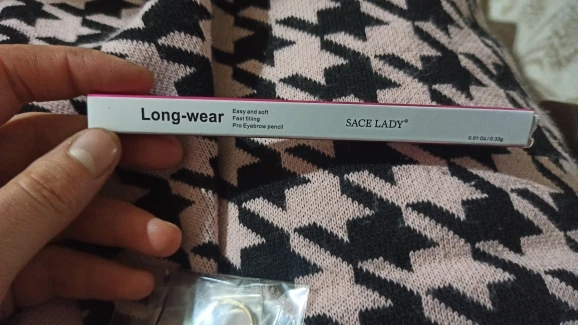 Long-wear
Easy and soft
Fast filling
Pro Eyebrow pencil
SACE LADY®
0.01 Oz / 0.33g